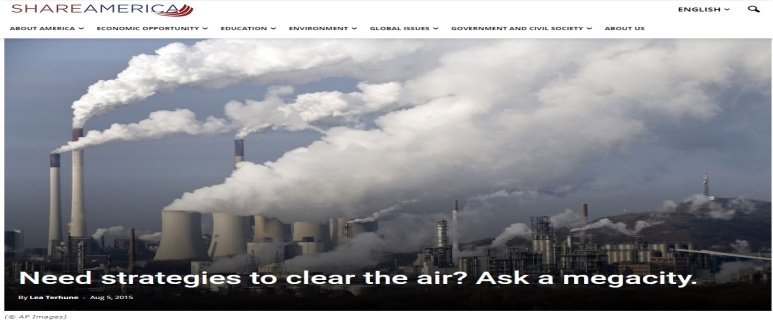 SHAREAMERICA
ENGLISH
ABOUT AMERICA ECONOMIC OPPORTUNITY EDUCATION ENVIRONMENT GLOBAL ISSUES GOVERNMENT AND CIVIL SOCIETY ABOUT US
Need strategies to clear the air? Ask a megacity.
By Lea Terhune - Aug 5, 2015
(© AP Images)